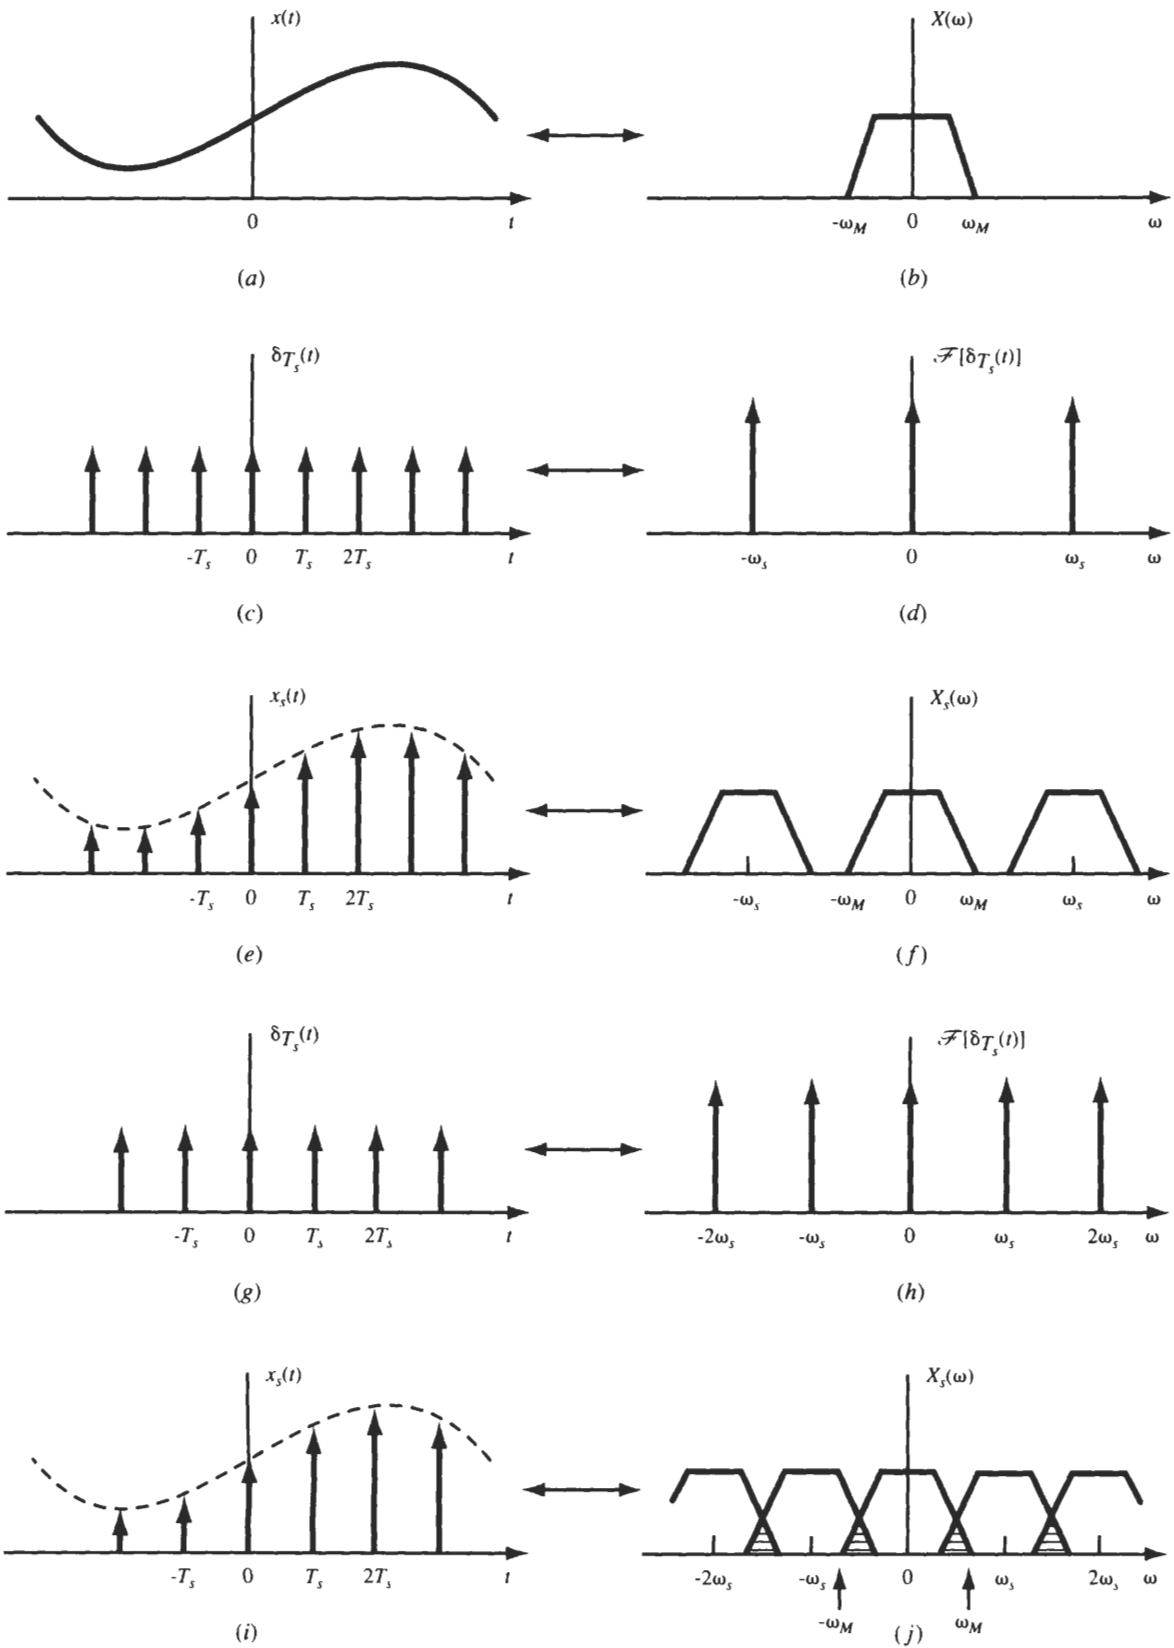 x(t) X(ω)
0 t -ω_M 0 ω_M ω
(a) (b)
δ_{T_s}(t) ℱ[δ_{T_s}(t)]
-T_s 0 T_s 2T_s t -ω_s 0 ω_s ω
(c) (d)
x_s(t) X_s(ω)
-T_s 0 T_s 2T_s t -ω_s -ω_M 0 ω_M ω_s ω
(e) (f)
δ_{T_s}(t) ℱ[δ_{T_s}(t)]
-T_s 0 T_s 2T_s t -2ω_s -ω_s 0 ω_s 2ω_s ω
(g) (h)
x_s(t) X_s(ω)
-T_s 0 T_s 2T_s t -2ω_s -ω_s 0 ω_s 2ω_s ω
-ω_M ω_M
(i) (j)